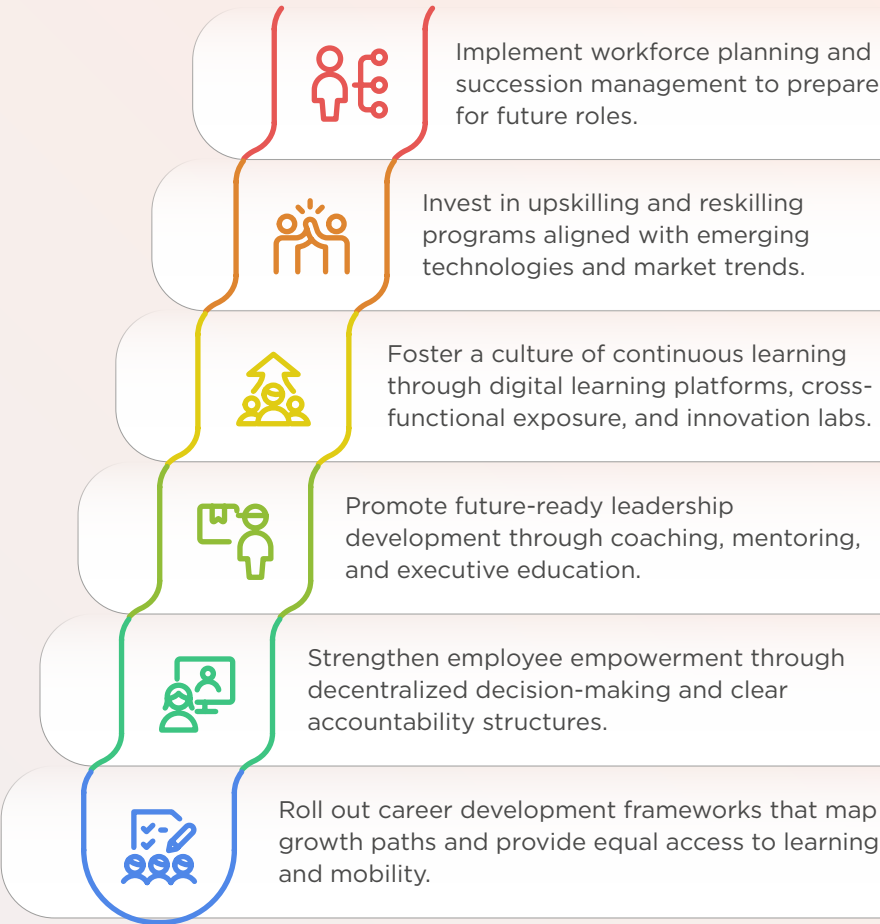 Implement workforce planning and
succession management to prepare
for future roles.
Invest in upskilling and reskilling
programs aligned with emerging
technologies and market trends.
Foster a culture of continuous learning
through digital learning platforms, cross-
functional exposure, and innovation labs.
Promote future-ready leadership
development through coaching, mentoring,
and executive education.
Strengthen employee empowerment through
decentralized decision-making and clear
accountability structures.
Roll out career development frameworks that map
growth paths and provide equal access to learning
and mobility.